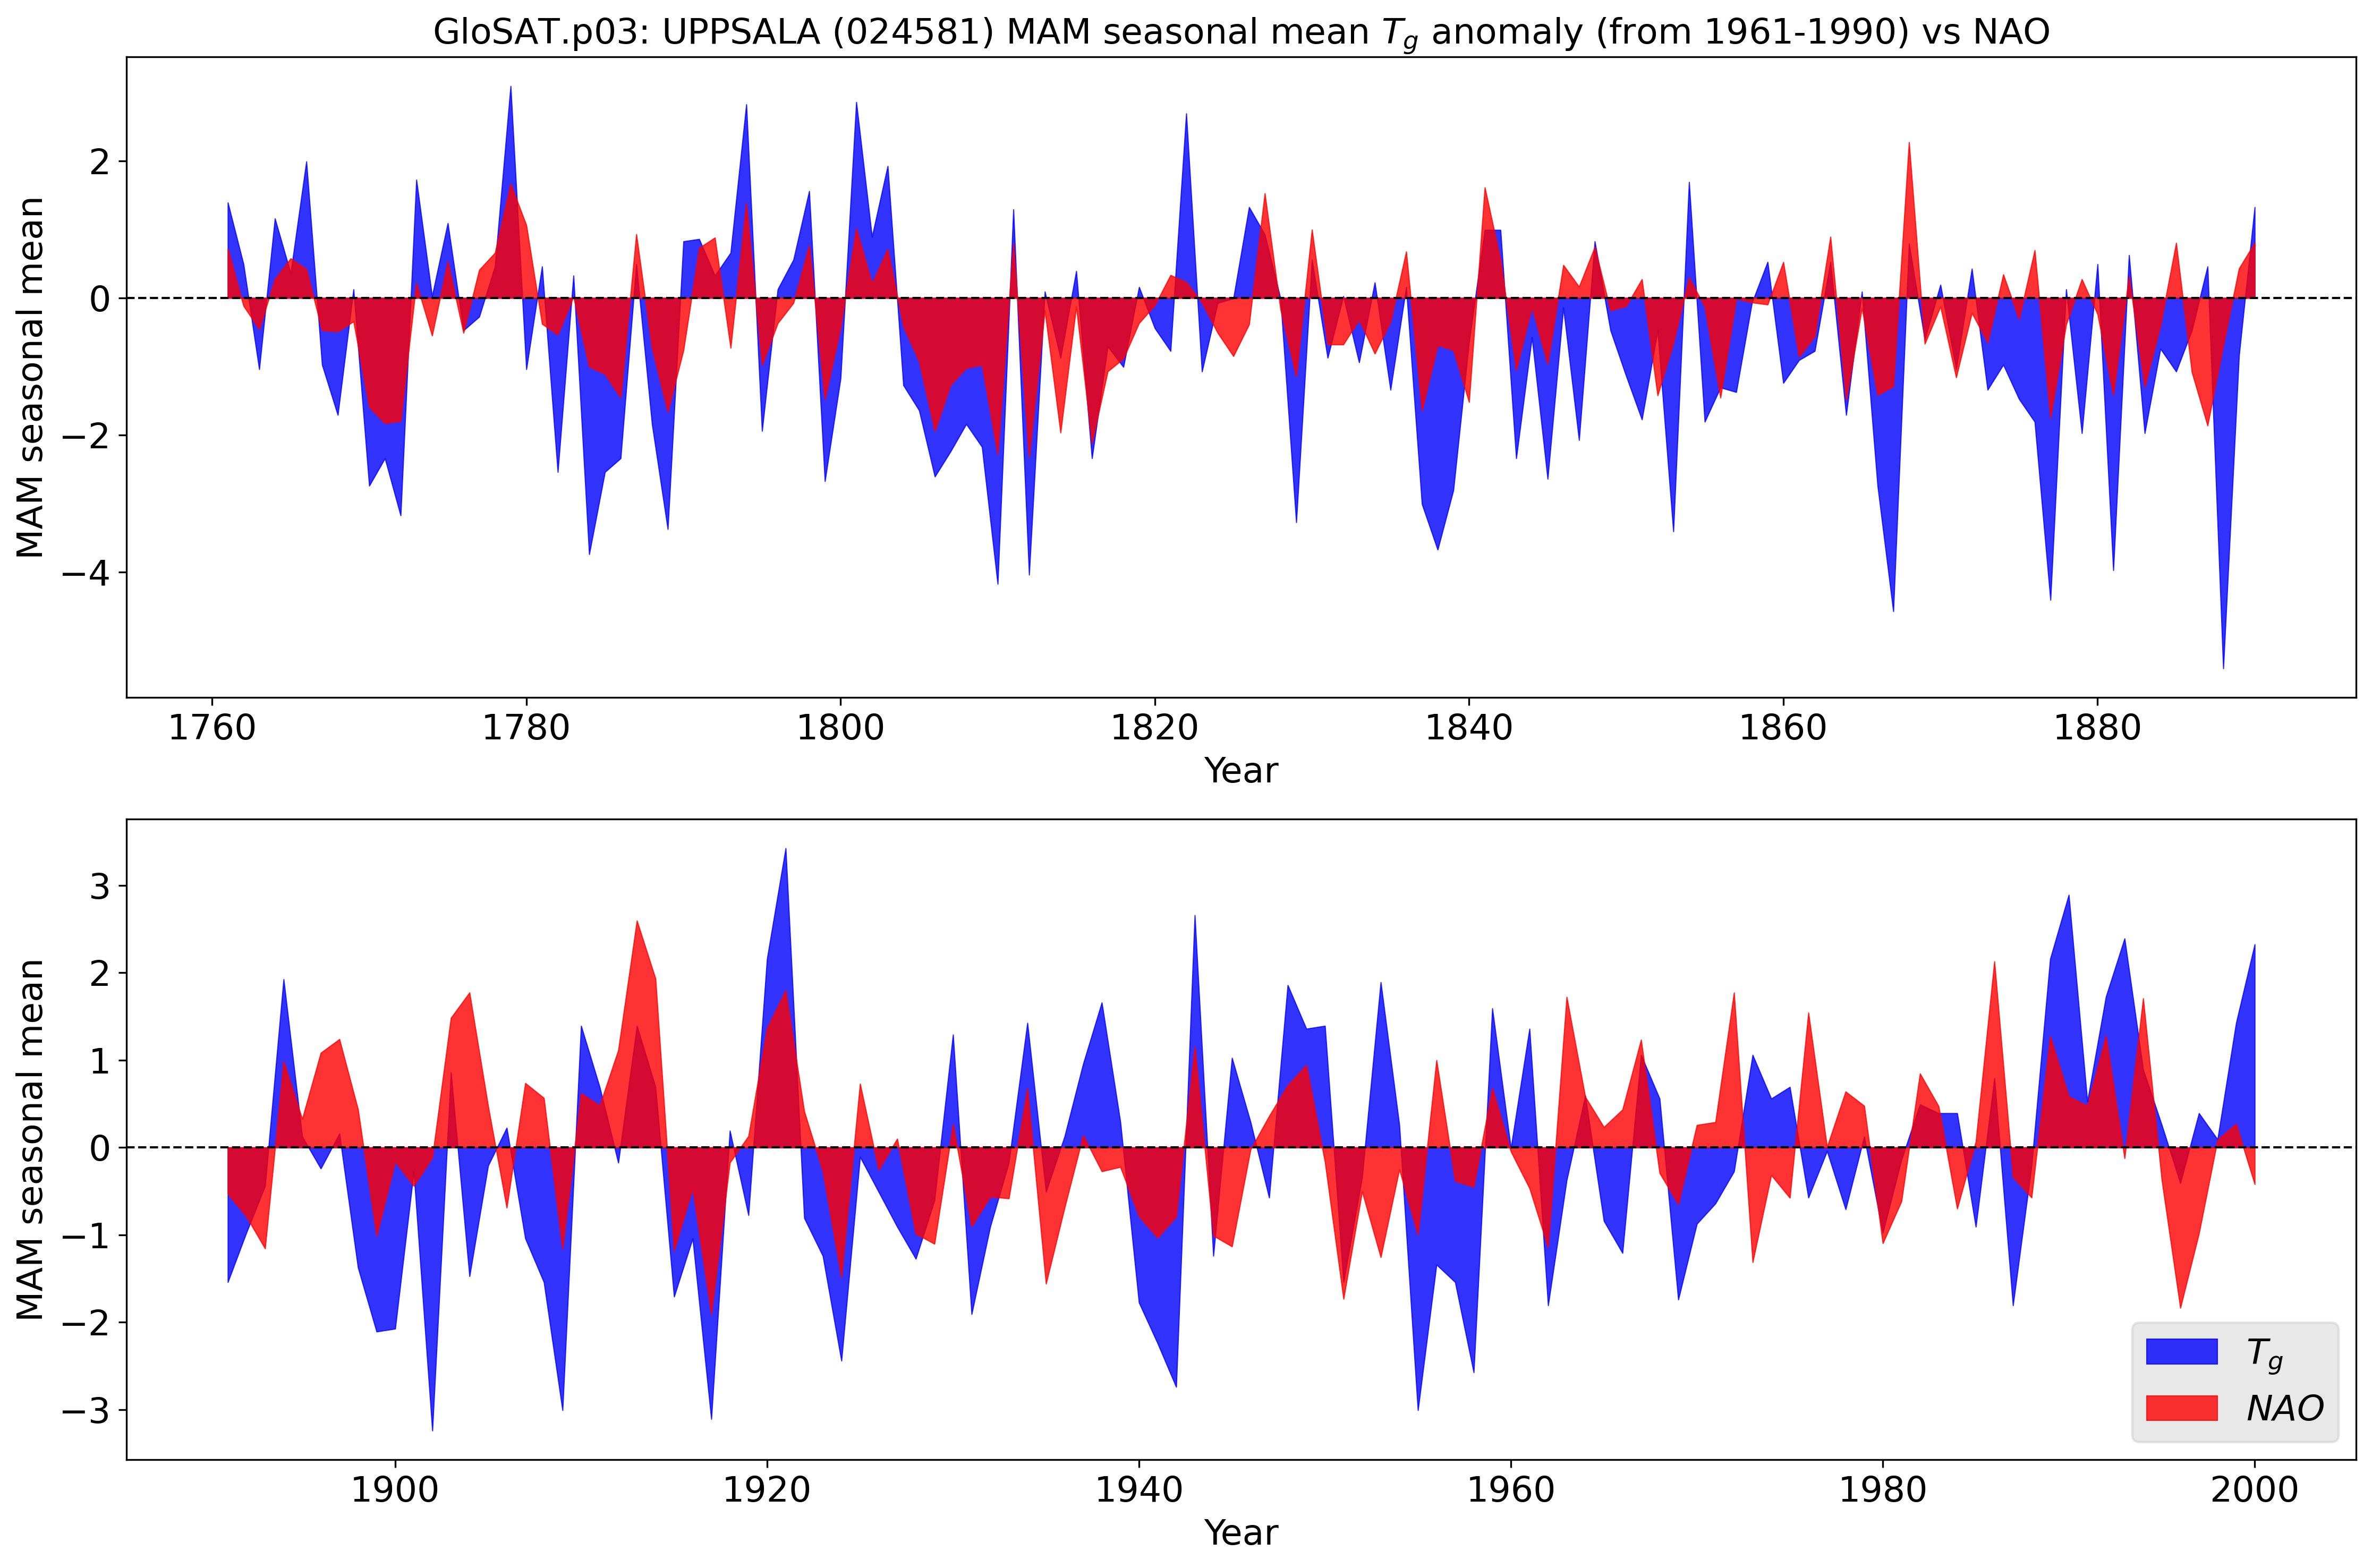 GloSAT.p03: UPPSALA (024581) MAM seasonal mean Tg anomaly (from 1961-1990) vs NAO
MAM seasonal mean
2
0
−2
−4
1760 1780 1800 1820 1840 1860 1880
Year
MAM seasonal mean
3
2
1
0
−1
−2
−3
Tg
NAO
1900 1920 1940 1960 1980 2000
Year